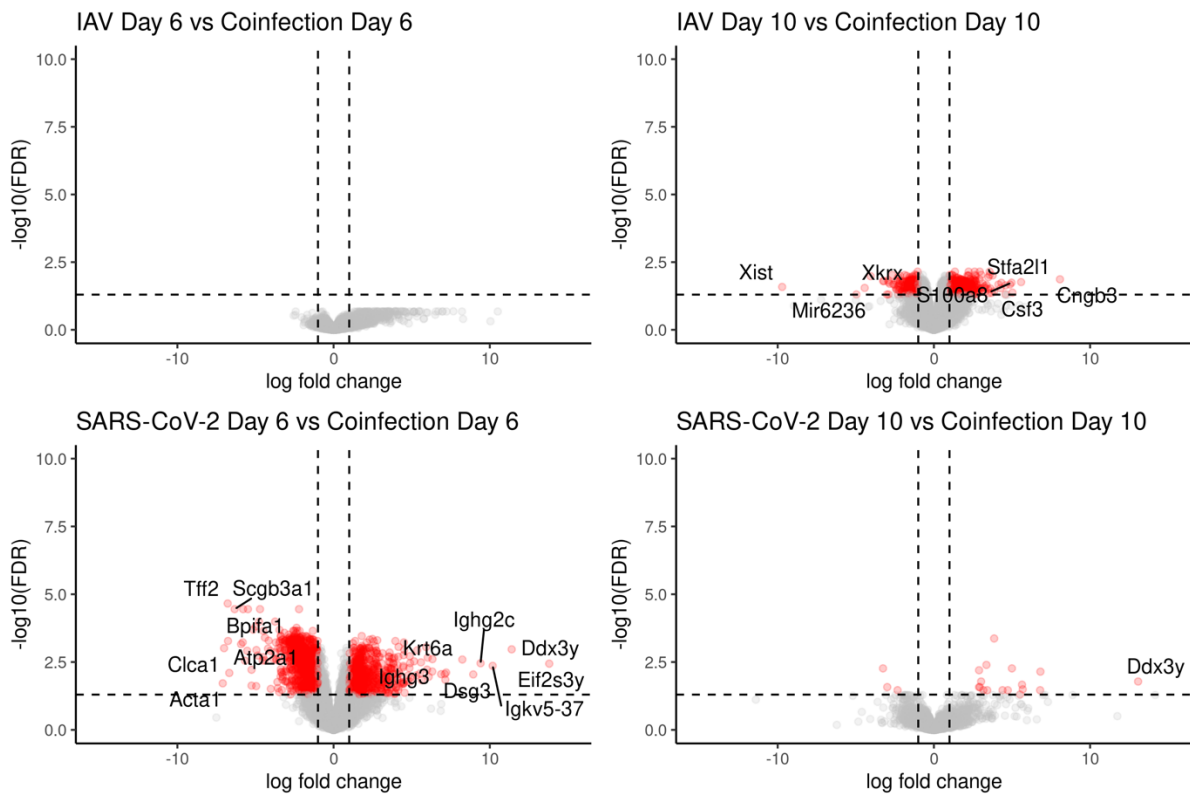 IAV Day 6 vs Coinfection Day 6
10.0
7.5
5.0
2.5
0.0
-log10(FDR)
-10 0 10
log fold change
IAV Day 10 vs Coinfection Day 10
10.0
7.5
5.0
2.5
0.0
-log10(FDR)
Xist
Xkrx
Stfa2l1
S100a8
Cngb3
Mir6236
Csf3
-10 0 10
log fold change
SARS-CoV-2 Day 6 vs Coinfection Day 6
10.0
7.5
5.0
2.5
0.0
-log10(FDR)
Tff2 Scgb3a1
Bpifa1
Ighg2c
Clca1
Atp2a1
Krt6a
Ddx3y
Acta1
Ighg3
Dsg3
Eif2s3y
Igkv5-37
-10 0 10
log fold change
SARS-CoV-2 Day 10 vs Coinfection Day 10
10.0
7.5
5.0
2.5
0.0
-log10(FDR)
Ddx3y
-10 0 10
log fold change